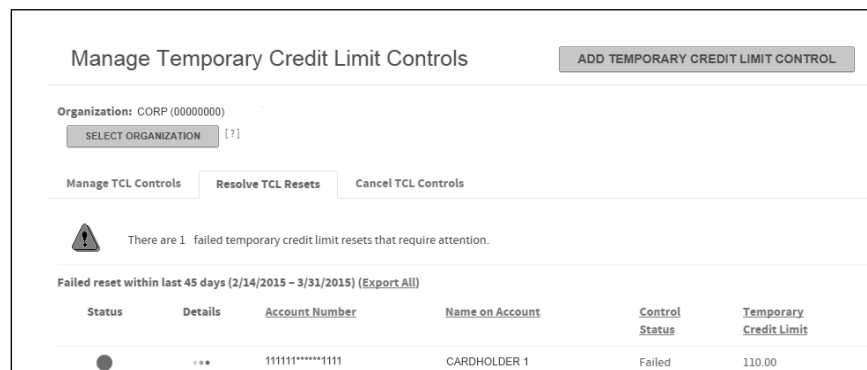 Manage Temporary Credit Limit Controls
ADD TEMPORARY CREDIT LIMIT CONTROL
Organization: CORP (00000000)
SELECT ORGANIZATION [?]
Manage TCL Controls Resolve TCL Resets Cancel TCL Controls
There are 1 failed temporary credit limit resets that require attention.
Failed reset within last 45 days (2/14/2015 – 3/31/2015) (Export All)
Status Details Account Number Name on Account Control Temporary
Status Credit Limit
111111******1111 CARDHOLDER 1 Failed 110.00